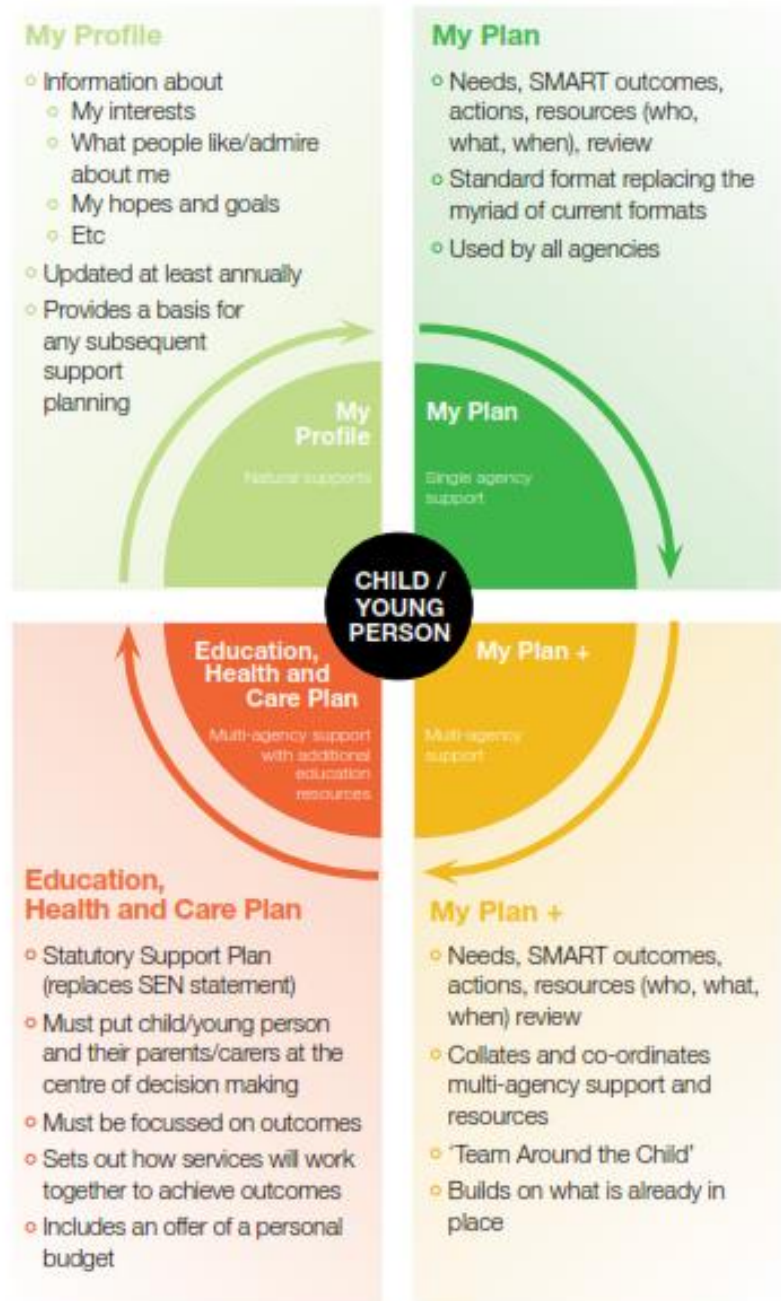 My Profile
Information about
My interests
What people like/admire
about me
My hopes and goals
Etc
Updated at least annually
Provides a basis for
any subsequent
support
planning
My Plan
Needs, SMART outcomes,
actions, resources (who,
what, when), review
Standard format replacing the
myriad of current formats
Used by all agencies
My
Profile
Natural supports
My Plan
Single agency
support
CHILD /
YOUNG
PERSON
Education,
Health and
Care Plan
Multi-agency support
with additional
education
resources
My Plan +
Multi-agency
support
Education,
Health and Care Plan
Statutory Support Plan
(replaces SEN statement)
Must put child/young person
and their parents/carers at the
centre of decision making
Must be focussed on outcomes
Sets out how services will work
together to achieve outcomes
Includes an offer of a personal
budget
My Plan +
Needs, SMART outcomes,
actions, resources (who, what,
when) review
Collates and co-ordinates
multi-agency support and
resources
‘Team Around the Child’
Builds on what is already in
place